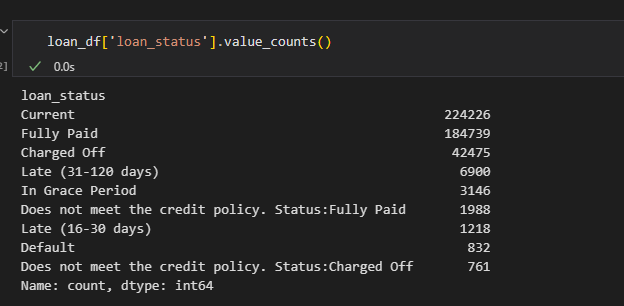 loan_df['loan_status'].value_counts()
2]
0.0s
loan_status
Current 224226
Fully Paid 184739
Charged Off 42475
Late (31-120 days) 6900
In Grace Period 3146
Does not meet the credit policy. Status:Fully Paid 1988
Late (16-30 days) 1218
Default 832
Does not meet the credit policy. Status:Charged Off 761
Name: count, dtype: int64